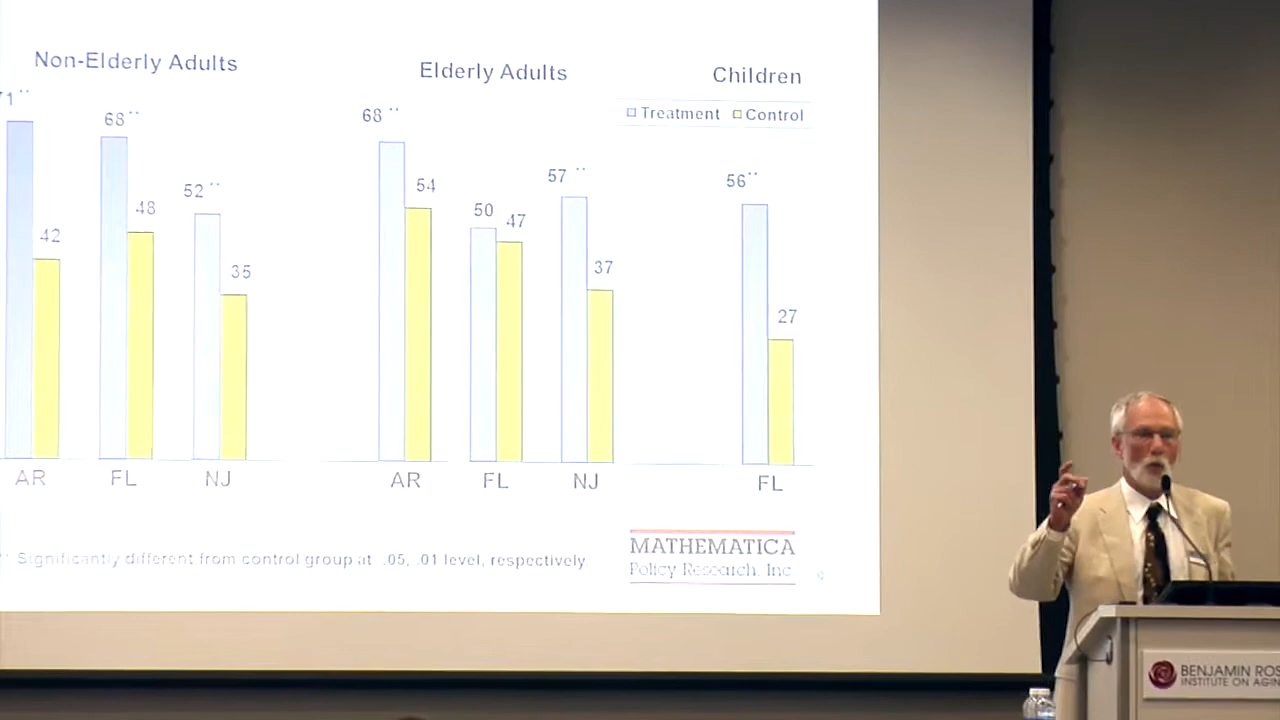 Non-Elderly Adults
Elderly Adults
Children
Treatment Control
71**
68**
52**
42
48
35
68**
54
50
47
57**
37
56**
27
AR FL NJ
AR FL NJ
FL
Significantly different from control group at .05, .01 level, respectively.
MATHEMATICA
Policy Research, Inc.
BENJAMIN ROS
INSTITUTE ON AGIN